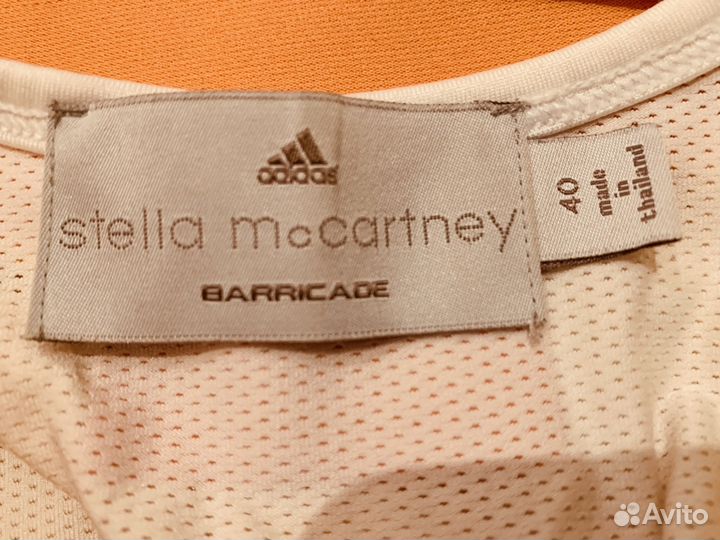 adidas
stella mccartney
BARRICADE
40
made
in
thailand
Avito